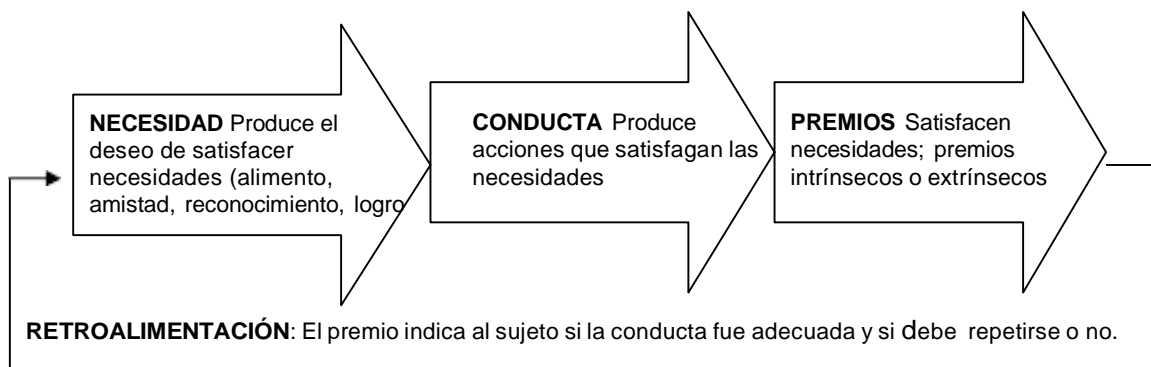 NECESIDAD Produce el
deseo de satisfacer
necesidades (alimento,
amistad, reconocimiento, logro
CONDUCTA Produce
acciones que satisfagan las
necesidades
PREMIOS Satisfacen
necesidades; premios
intrínsecos o extrínsecos
RETROALIMENTACIÓN: El premio indica al sujeto si la conducta fue adecuada y si debe repetirse o no.